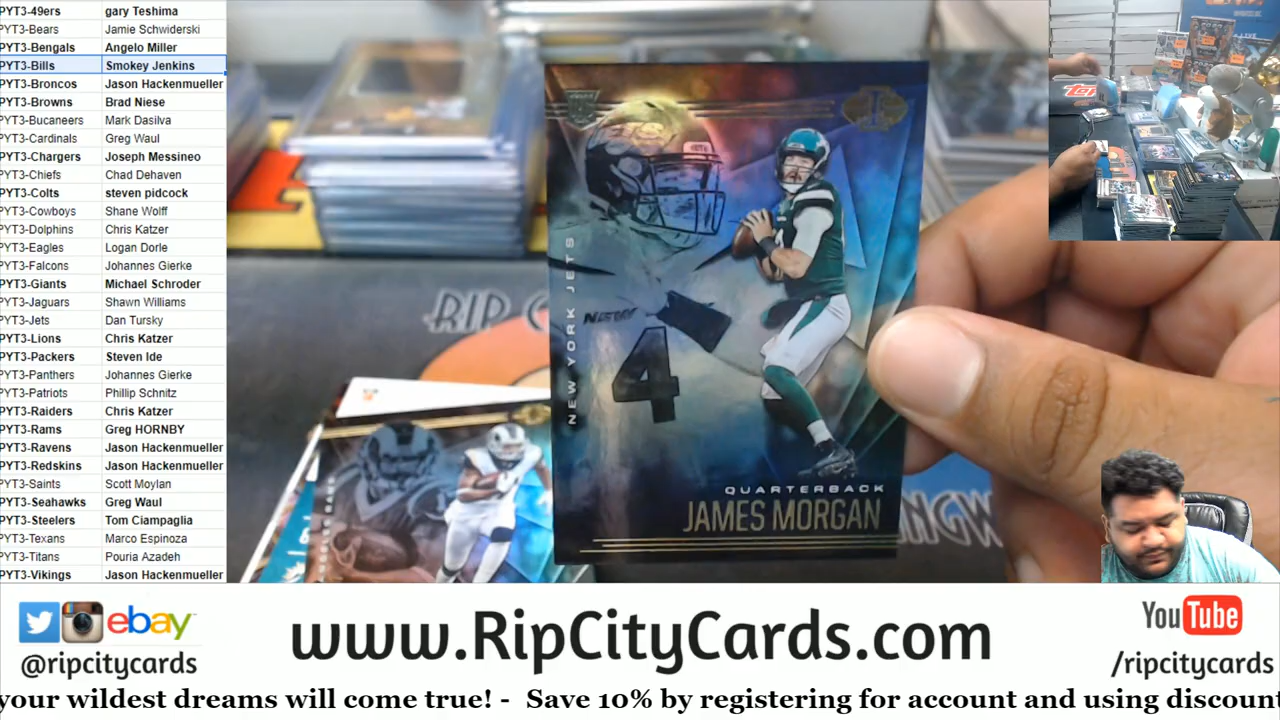 PYT3-49ers gary Teshima
PYT3-Bears Jamie Schwiderski
PYT3-Bengals Angelo Miller
PYT3-Bills Smokey Jenkins
PYT3-Broncos Jason Hackenmueller
PYT3-Browns Brad Niese
PYT3-Bucaneers Mark Dasilva
PYT3-Cardinals Greg Waul
PYT3-Chargers Joseph Messineo
PYT3-Chiefs Chad Dehaven
PYT3-Colts steven pidcock
PYT3-Cowboys Shane Wolff
PYT3-Dolphins Chris Katzer
PYT3-Eagles Logan Dorle
PYT3-Falcons Johannes Gierke
PYT3-Giants Michael Schroder
PYT3-Jaguars Shawn Williams
PYT3-Jets Dan Tursky
PYT3-Lions Chris Katzer
PYT3-Packers Steven Ide
PYT3-Panthers Johannes Gierke
PYT3-Patriots Phillip Schnitz
PYT3-Raiders Chris Katzer
PYT3-Rams Greg HORNBY
PYT3-Ravens Jason Hackenmueller
PYT3-Redskins Jason Hackenmueller
PYT3-Saints Scott Moylan
PYT3-Seahawks Greg Waul
PYT3-Steelers Tom Ciampaglia
PYT3-Texans Marco Espinoza
PYT3-Titans Pouria Azadeh
PYT3-Vikings Jason Hackenmueller
NEW YORK JETS
4
QUARTERBACK
JAMES MORGAN
RIP
ebay
@ripcitycards
www.RipCityCards.com
YouTube
/ripcitycards
your wildest dreams will come true! - Save 10% by registering for account and using discount